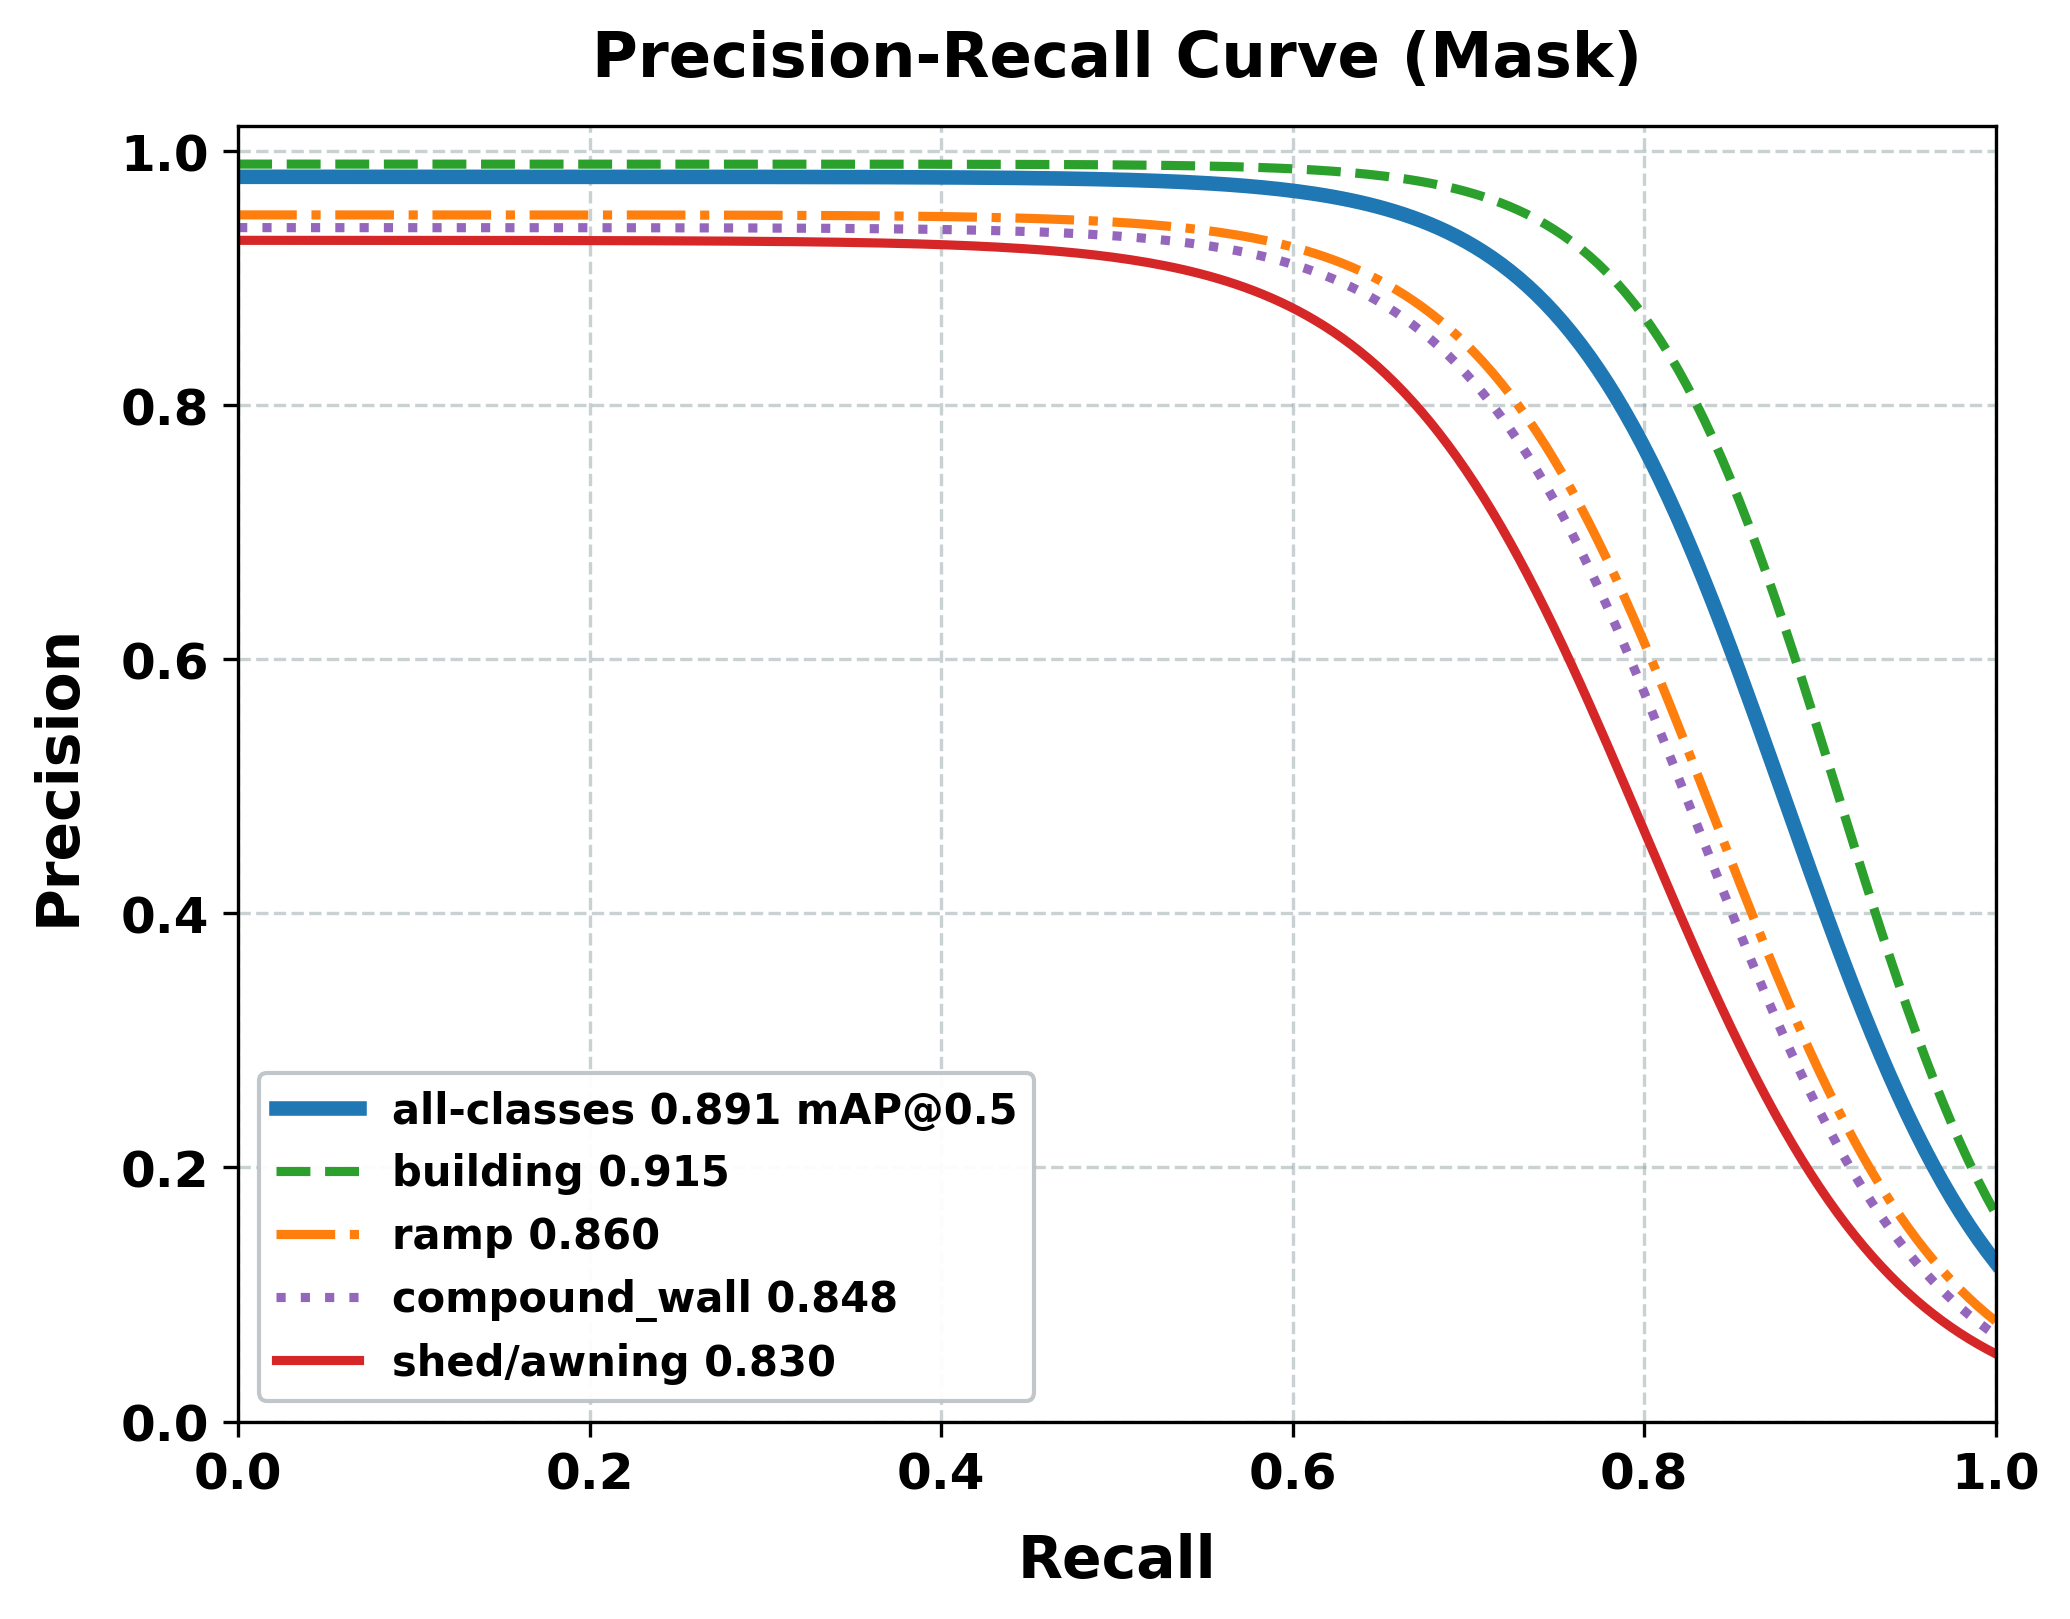 Precision-Recall Curve (Mask)
1.0
0.8
0.6
0.4
0.2
0.0
Precision
all-classes 0.891 mAP@0.5
building 0.915
ramp 0.860
compound_wall 0.848
shed/awning 0.830
0.0 0.2 0.4 0.6 0.8 1.0
Recall